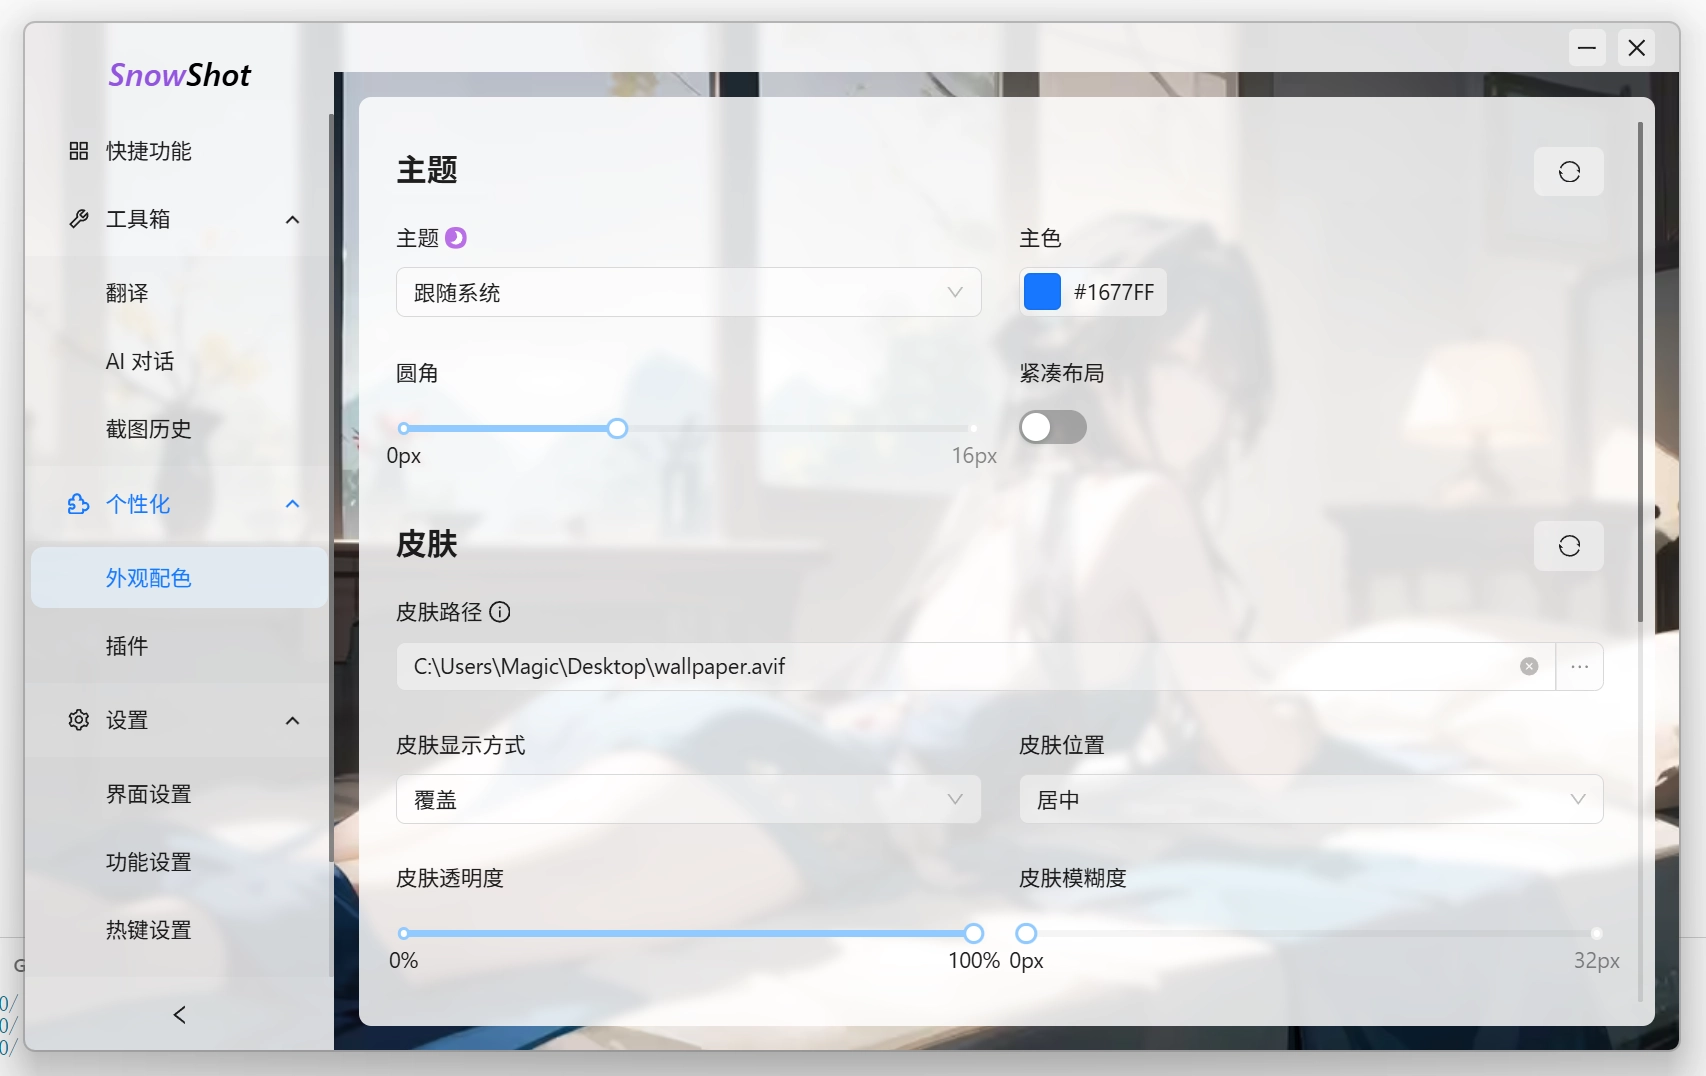 SnowShot
快捷功能
工具箱
翻译
AI 对话
截图历史
个性化
外观配色
插件
设置
界面设置
功能设置
热键设置
主题
主题
主色
跟随系统
#1677FF
圆角
紧凑布局
0px
16px
皮肤
皮肤路径
C:\Users\Magic\Desktop\wallpaper.avif
皮肤显示方式
皮肤位置
覆盖
居中
皮肤透明度
皮肤模糊度
0%
100%
0px
32px
G
0/
0/
0/